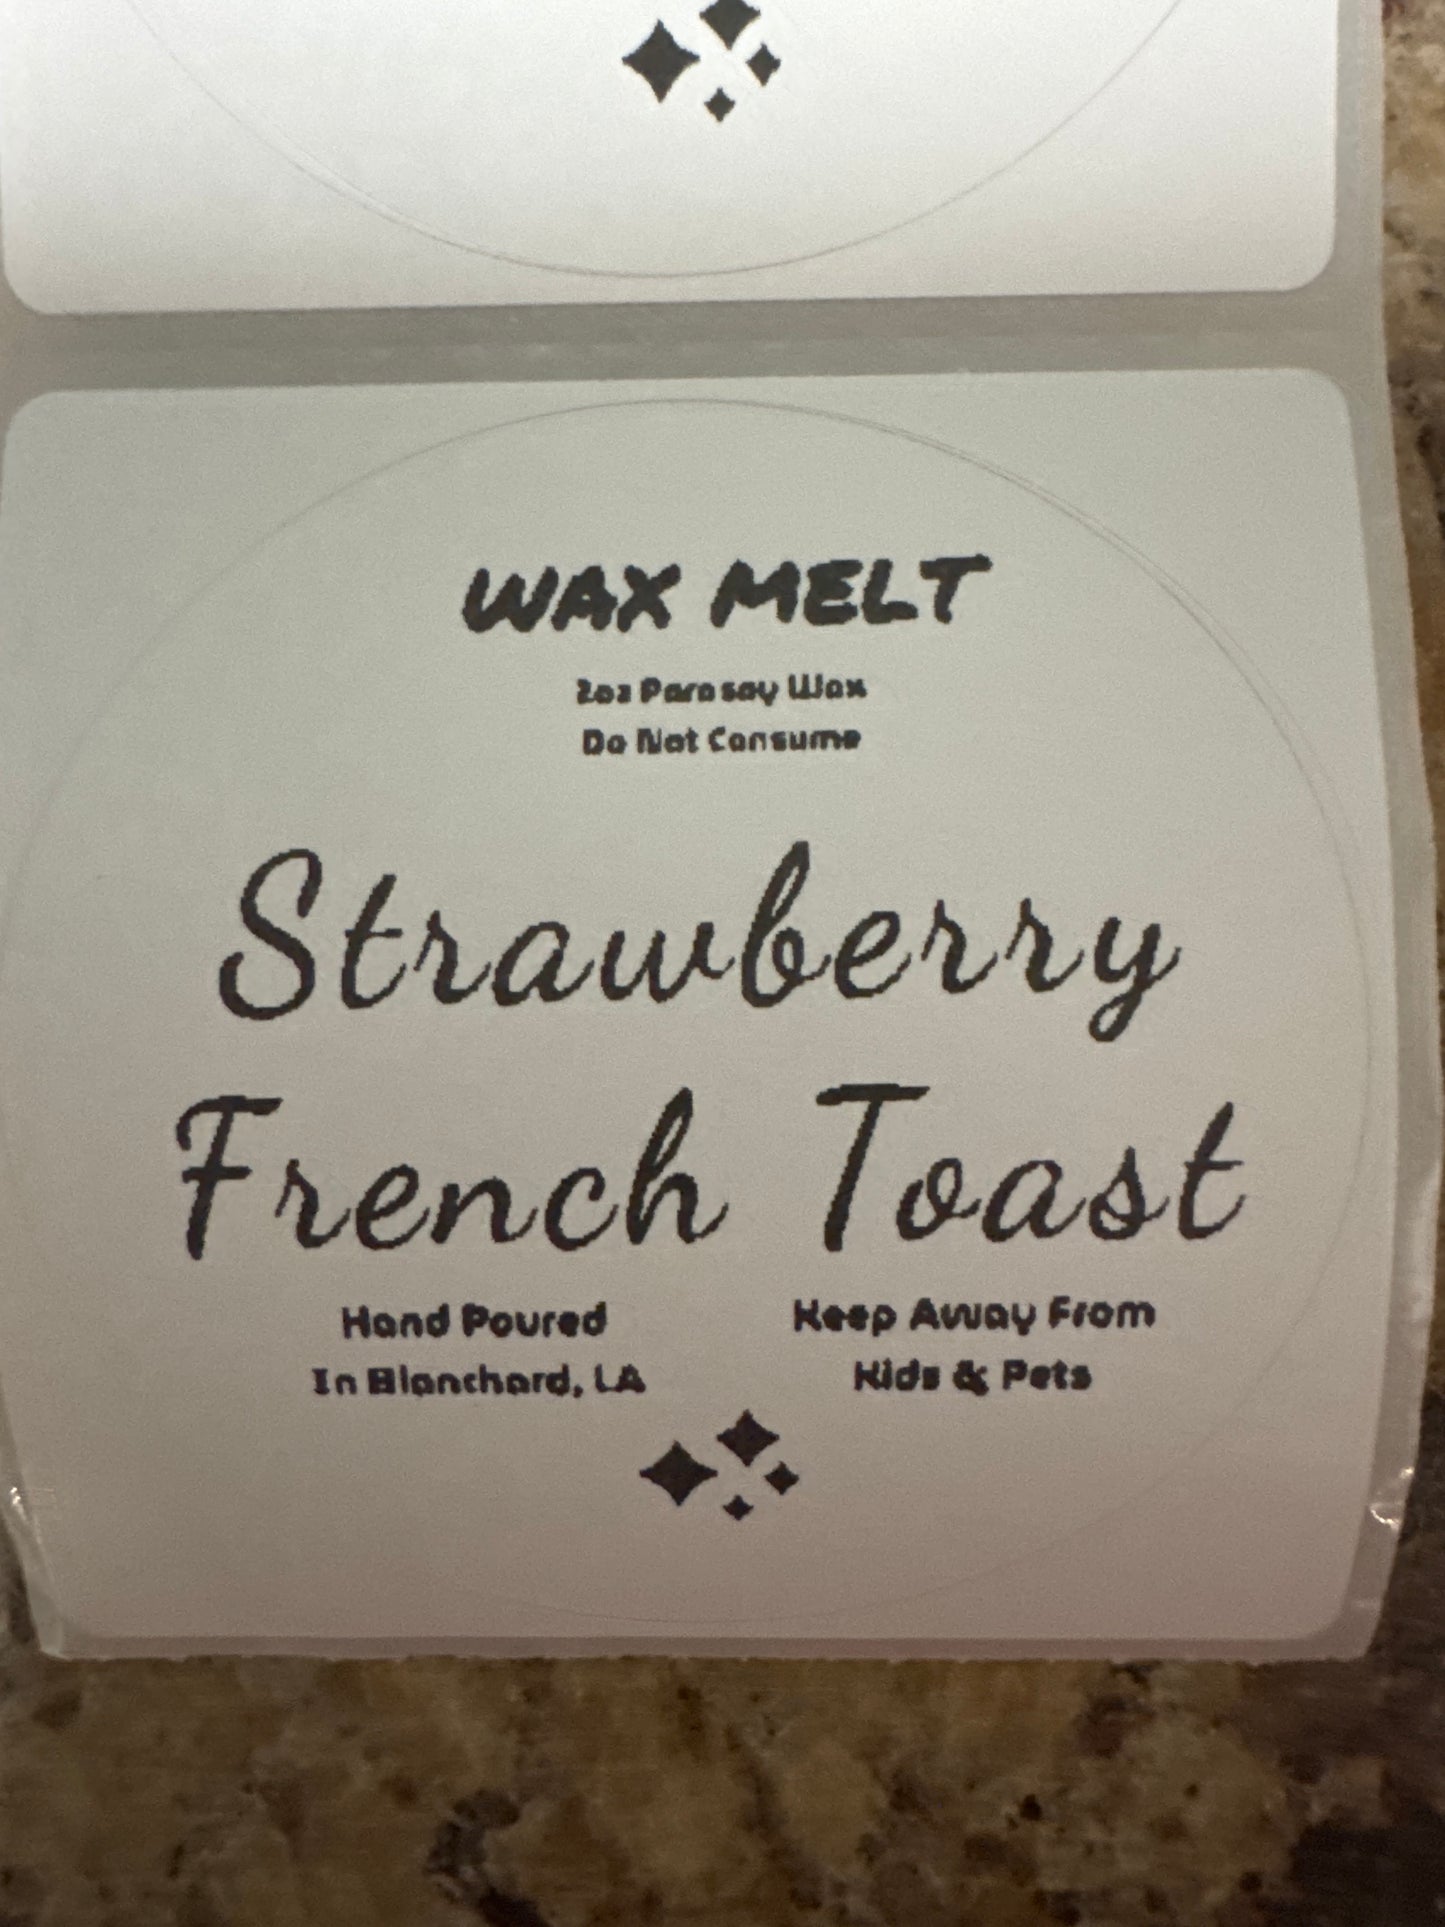 WAX MELT
2oz Parasoy Wax
Do Not Consume
Strawberry
French Toast
Hand Poured
In Blanchard, LA
Keep Away From
Kids & Pets